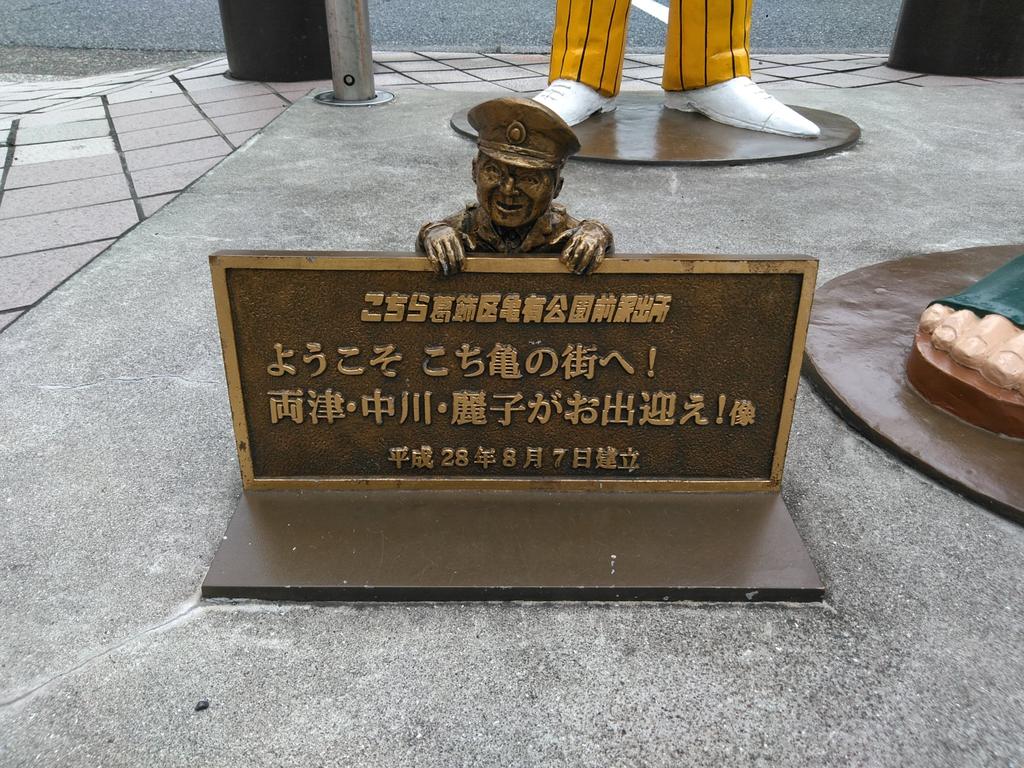 こちら葛飾区亀有公園前派出所
ようこそ こち亀の街へ!
両津・中川・麗子がお出迎え!像
平成28年8月7日建立